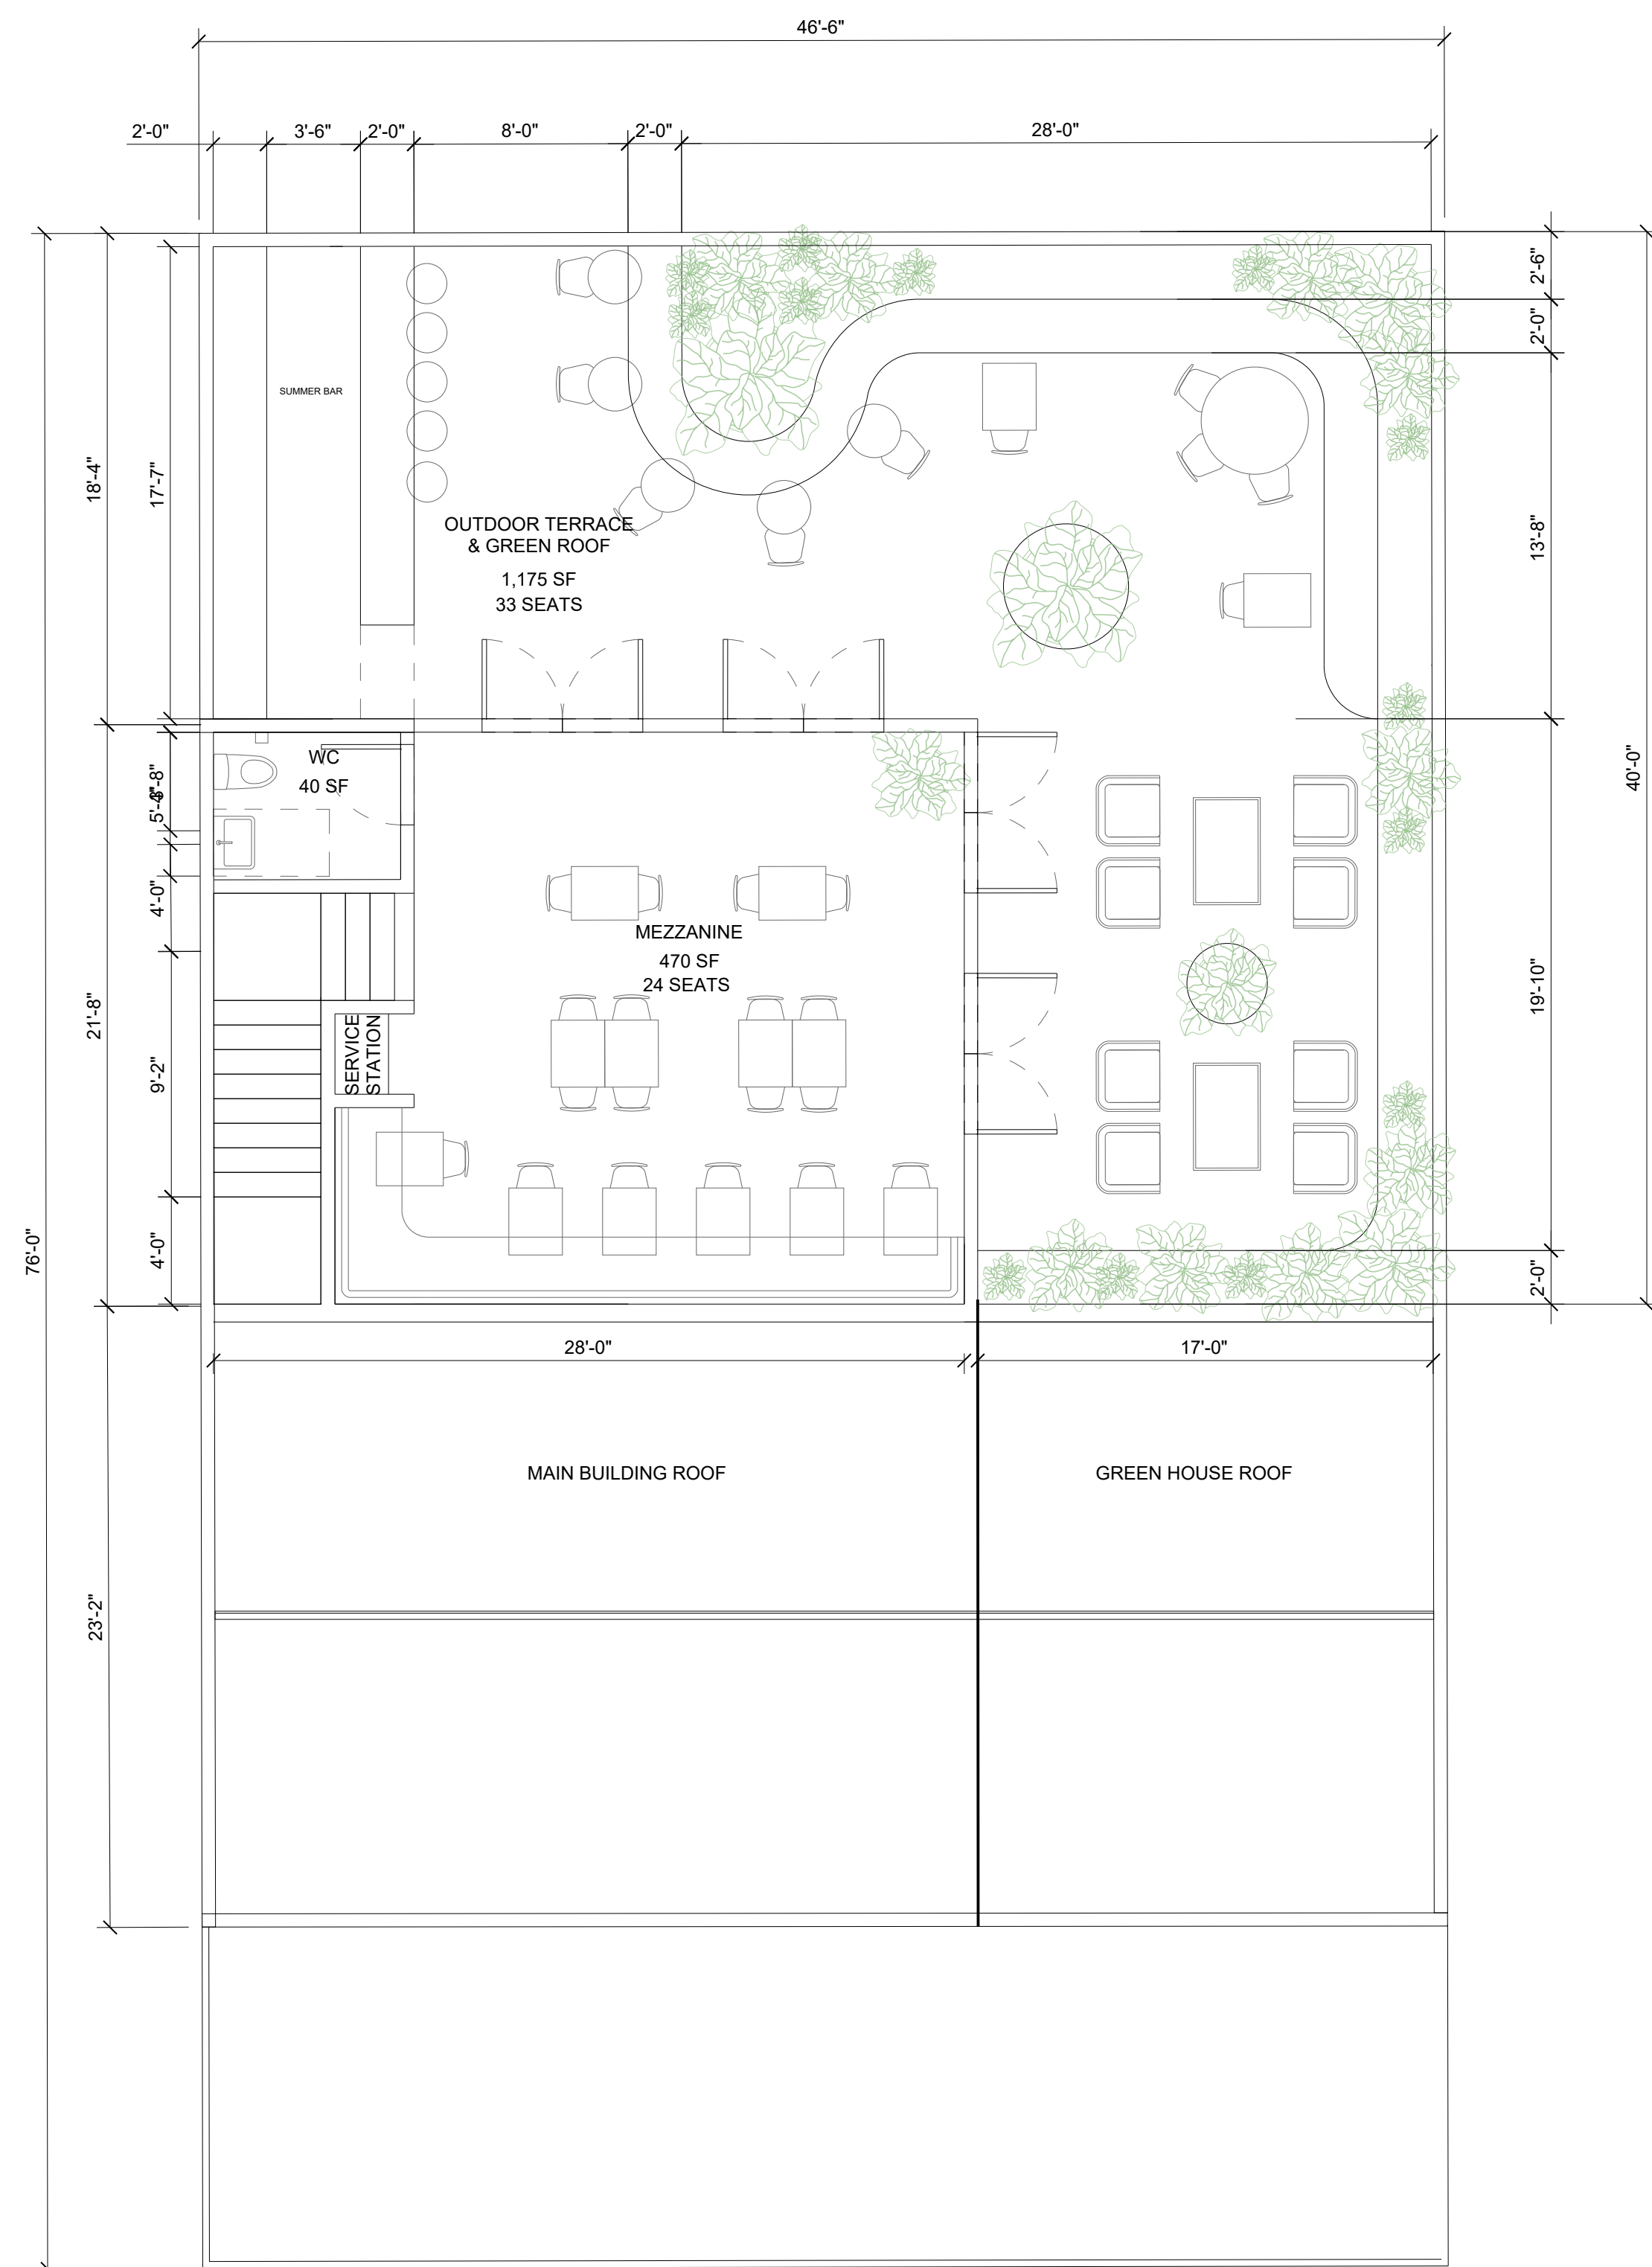 46'-6"
2'-0"
3'-6"
2'-0"
8'-0"
2'-0"
28'-0"
2'-6"
2'-0"
SUMMER BAR
18'-4"
17'-7"
OUTDOOR TERRACE
& GREEN ROOF
1,175 SF
33 SEATS
13'-8"
40'-0"
WC
40 SF
4'-0"
MEZZANINE
470 SF
24 SEATS
21'-8"
19'-10"
SERVICE
STATION
9'-2"
76'-0"
4'-0"
2'-0"
28'-0"
17'-0"
MAIN BUILDING ROOF
GREEN HOUSE ROOF
23'-2"